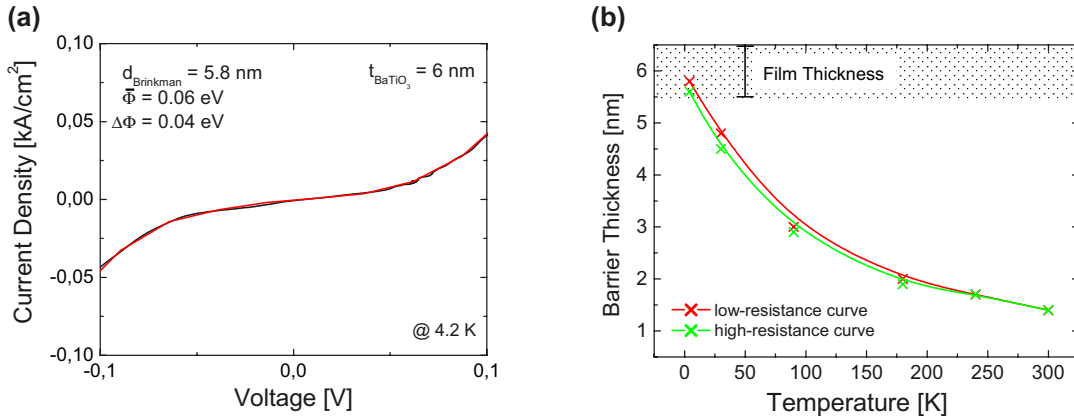 (a)
0,10
0,05
0,00
-0,05
-0,10
Current Density [kA/cm²]
d_Brinkman = 5.8 nm
Φ̄ = 0.06 eV
ΔΦ = 0.04 eV
t_BaTiO₃ = 6 nm
@ 4.2 K
-0,1
0,0
0,1
Voltage [V]
(b)
6
5
4
3
2
1
Barrier Thickness [nm]
Film Thickness
low-resistance curve
high-resistance curve
0
50
100
150
200
250
300
Temperature [K]